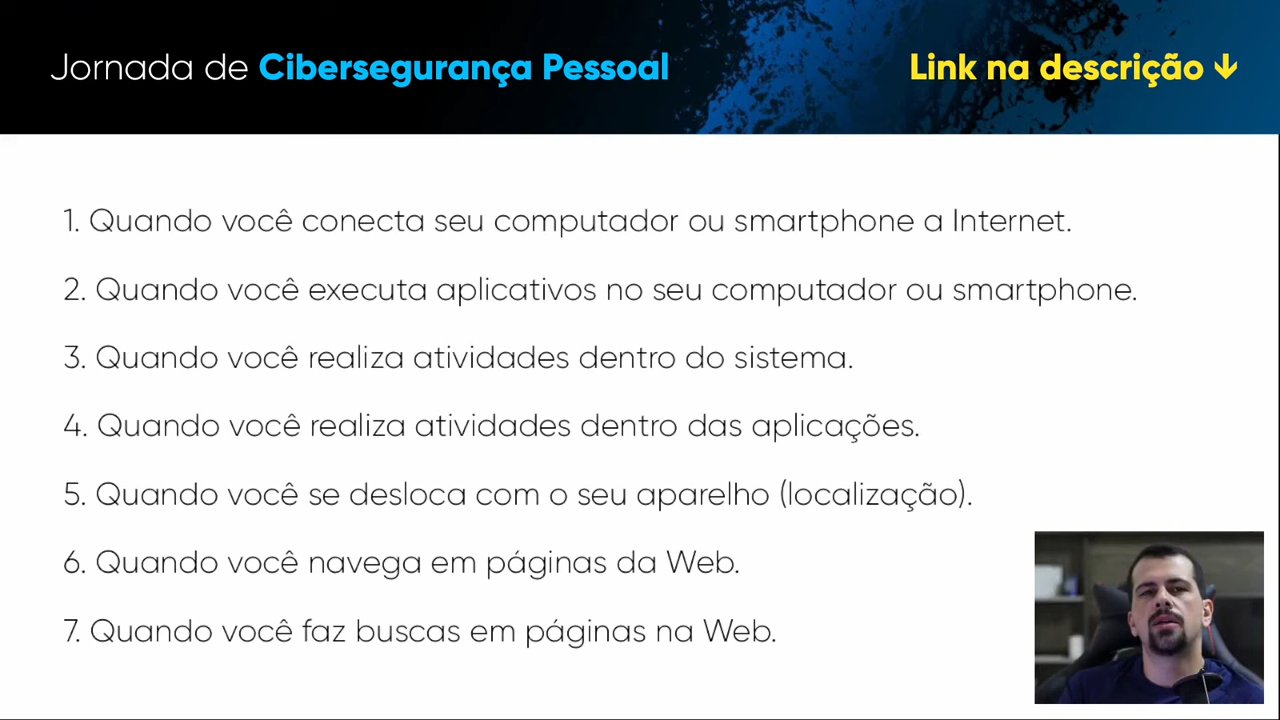 Jornada de Cibersegurança Pessoal
Link na descrição ↓
1. Quando você conecta seu computador ou smartphone a Internet.
2. Quando você executa aplicativos no seu computador ou smartphone.
3. Quando você realiza atividades dentro do sistema.
4. Quando você realiza atividades dentro das aplicações.
5. Quando você se desloca com o seu aparelho (localização).
6. Quando você navega em páginas da Web.
7. Quando você faz buscas em páginas na Web.